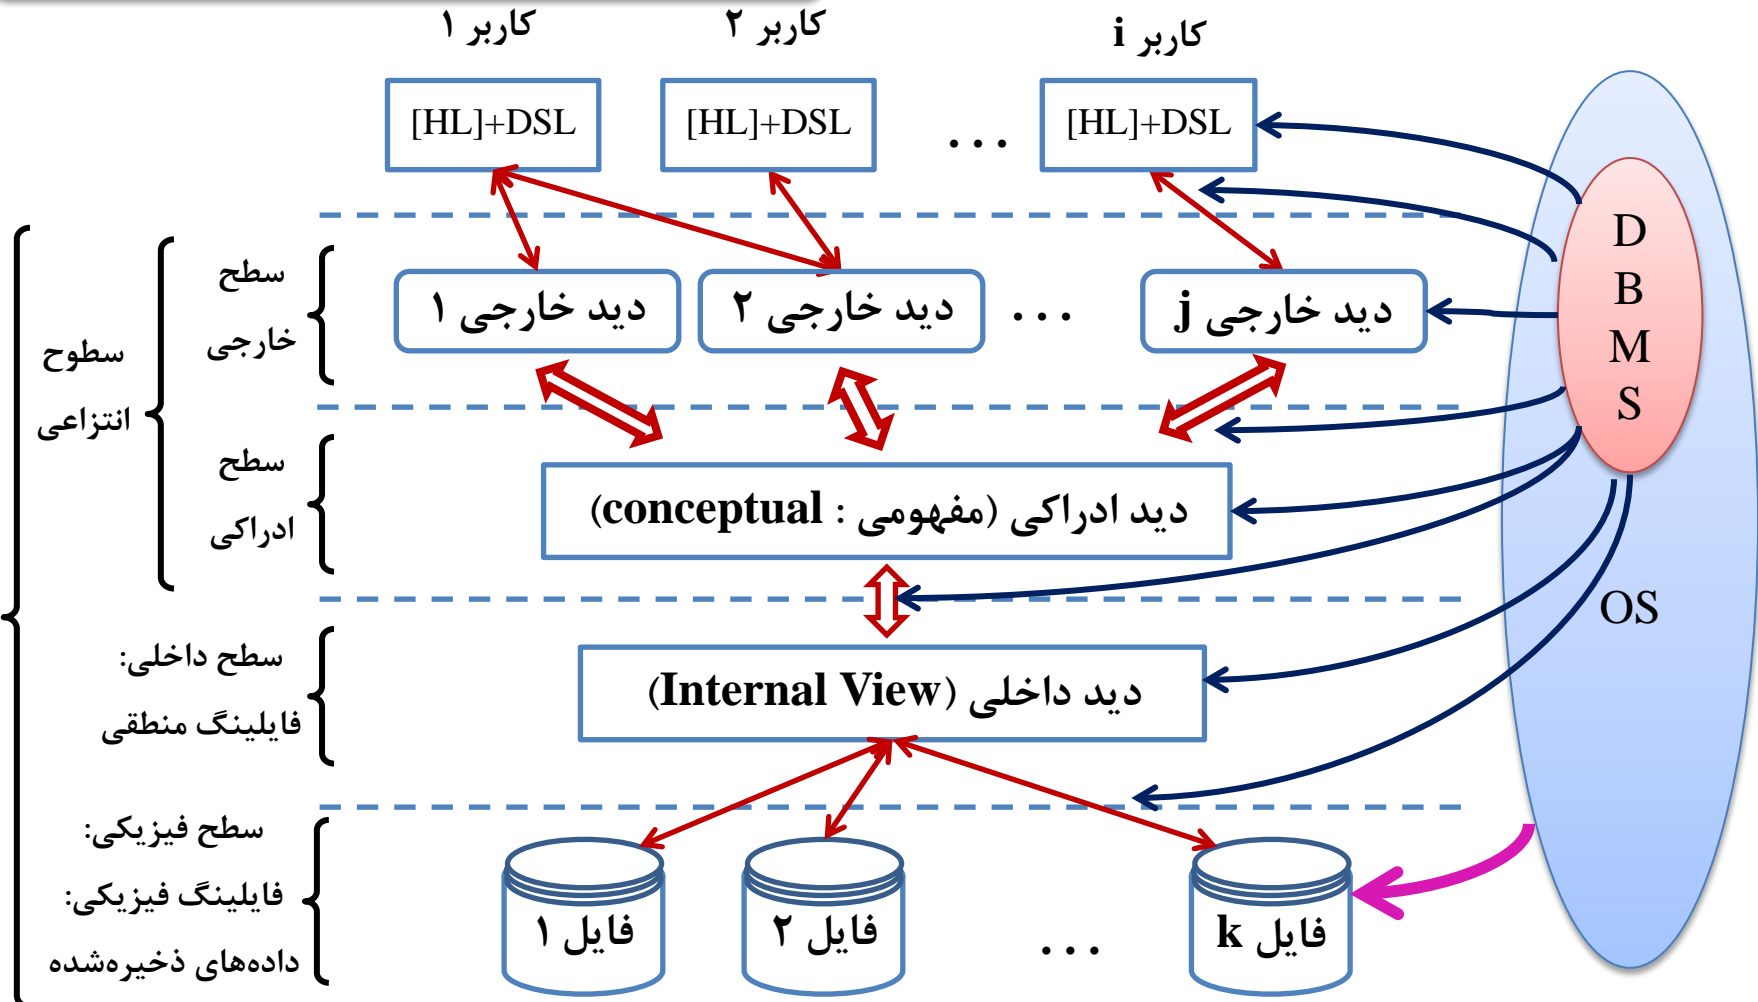 کاربر ۱
کاربر ۲
کاربر i
[HL]+DSL
[HL]+DSL
. . .
[HL]+DSL
D
B
M
S
OS
سطوح
انتزاعی
سطح
خارجی
دید خارجی ۱
دید خارجی ۲
. . .
دید خارجی j
سطح
ادراکی
دید ادراکی (مفهومی : conceptual)
سطح داخلی:
فایلینگ منطقی
دید داخلی (Internal View)
سطح فیزیکی:
فایلینگ فیزیکی:
داده‌های ذخیره‌شده
فایل ۱
فایل ۲
. . .
فایل k